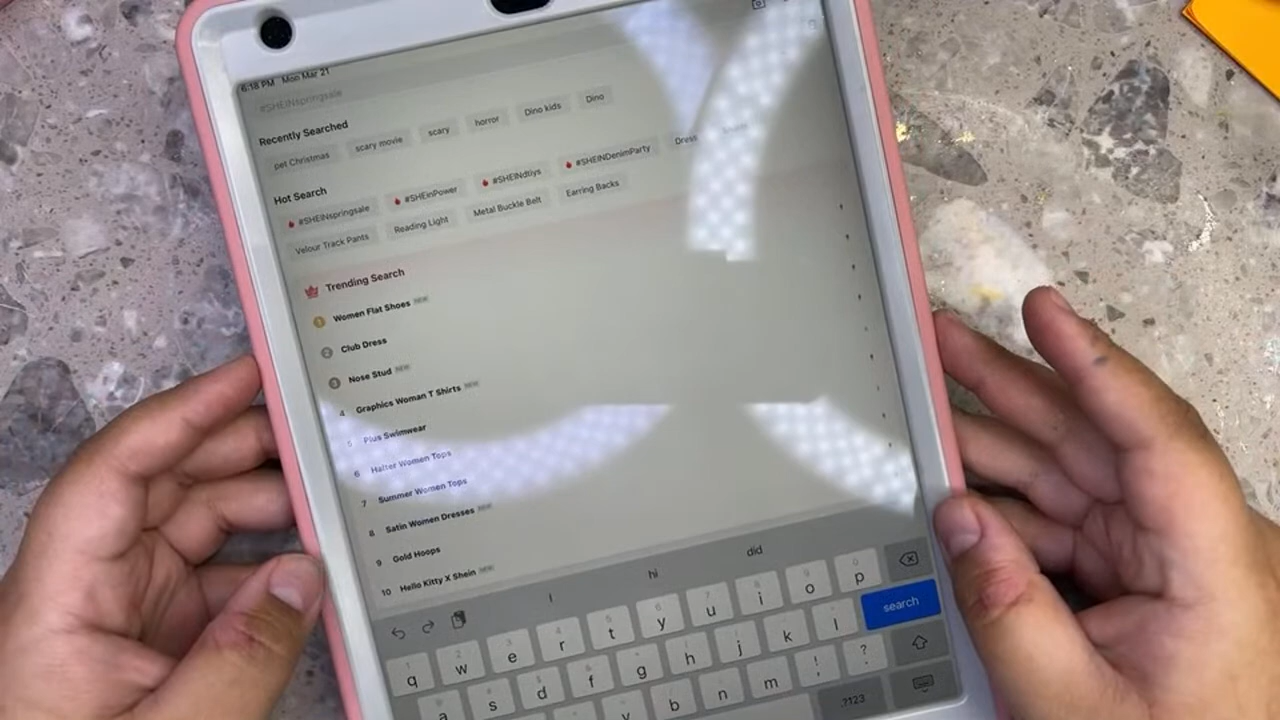 6:18 PM Mon Mar 21
#SHEINspringsale
Recently Searched
pet Christmas scary movie scary horror Dino kids Dino
Hot Search
#SHEINspringsale #SHEinPower #SHEINdtiys #SHEINDenimParty Dress
Velour Track Pants Reading Light Metal Buckle Belt Earring Backs
Trending Search
1 Women Flat Shoes NEW
2 Club Dress
3 Nose Stud NEW
4 Graphics Woman T Shirts NEW
5 Plus Swimwear
6 Halter Women Tops
7 Summer Women Tops
8 Satin Women Dresses NEW
9 Gold Hoops
10 Hello Kitty X Shein NEW
I hi did
q w e r t y u i o p
a s d f g h j k l search
v b n m ! ? .?123